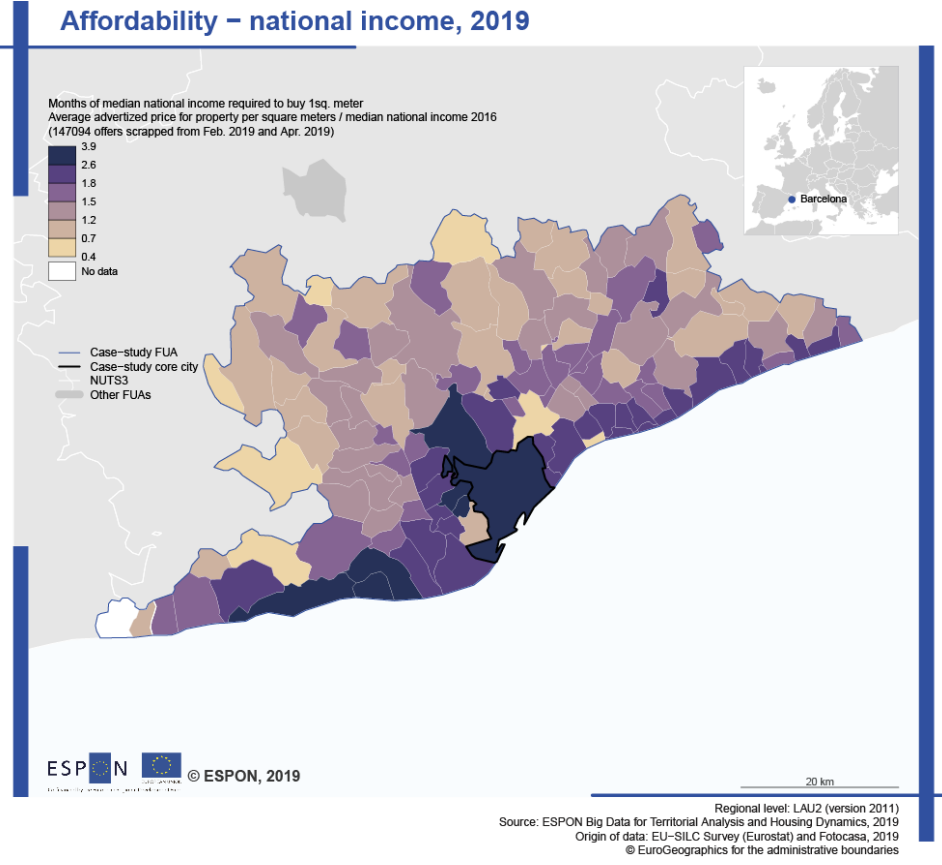 Affordability − national income, 2019
Months of median national income required to buy 1sq. meter
Average advertized price for property per square meters / median national income 2016
(147094 offers scrapped from Feb. 2019 and Apr. 2019)
3.9
2.6
1.8
1.5
1.2
0.7
0.4
No data
Barcelona
Case−study FUA
Case−study core city
NUTS3
Other FUAs
ESPON
© ESPON, 2019
20 km
Regional level: LAU2 (version 2011)
Source: ESPON Big Data for Territorial Analysis and Housing Dynamics, 2019
Origin of data: EU−SILC Survey (Eurostat) and Fotocasa, 2019
© EuroGeographics for the administrative boundaries